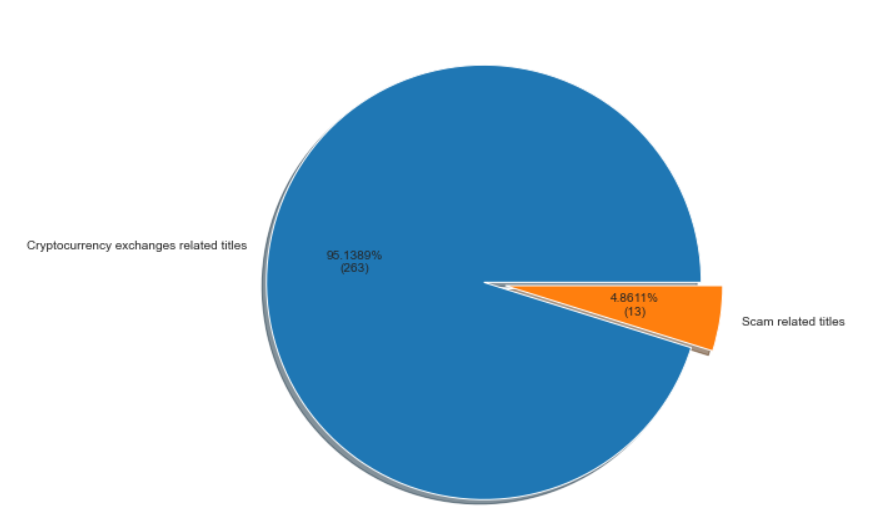 Cryptocurrency exchanges related titles
95.1389%
(263)
4.8611%
(13)
Scam related titles